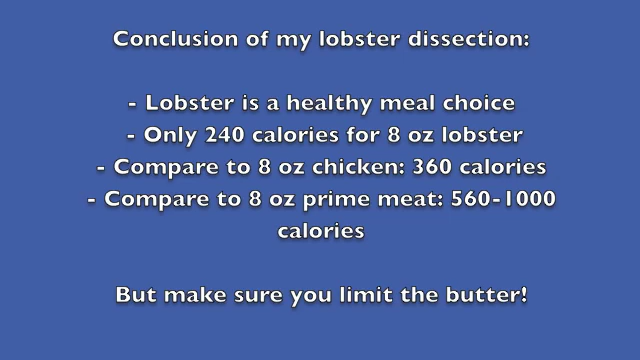 Conclusion of my lobster dissection:
- Lobster is a healthy meal choice
- Only 240 calories for 8 oz lobster
- Compare to 8 oz chicken: 360 calories
- Compare to 8 oz prime meat: 560-1000
calories
But make sure you limit the butter!